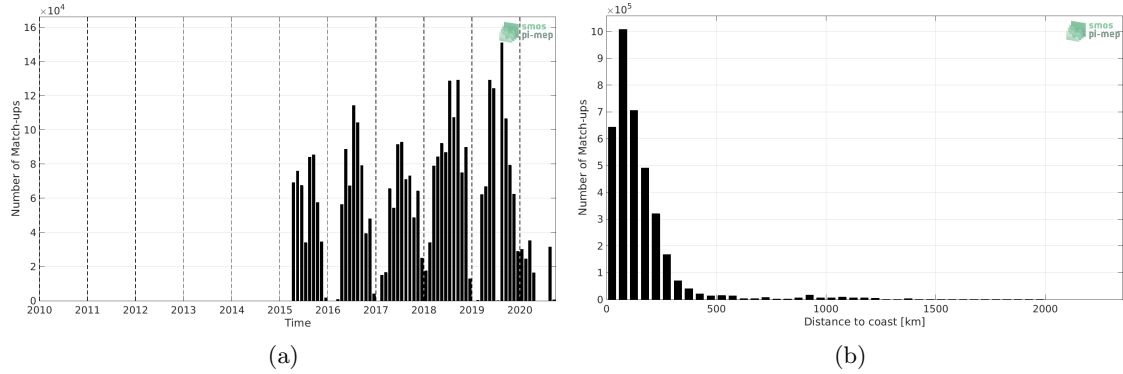 ×10⁴
smos
pi-mep
16
14
12
10
8
6
4
2
0
Number of Match-ups
2010 2011 2012 2013 2014 2015 2016 2017 2018 2019 2020
Time
(a)
×10⁵
smos
pi-mep
10
9
8
7
6
5
4
3
2
1
0
Number of Match-ups
0 500 1000 1500 2000
Distance to coast [km]
(b)